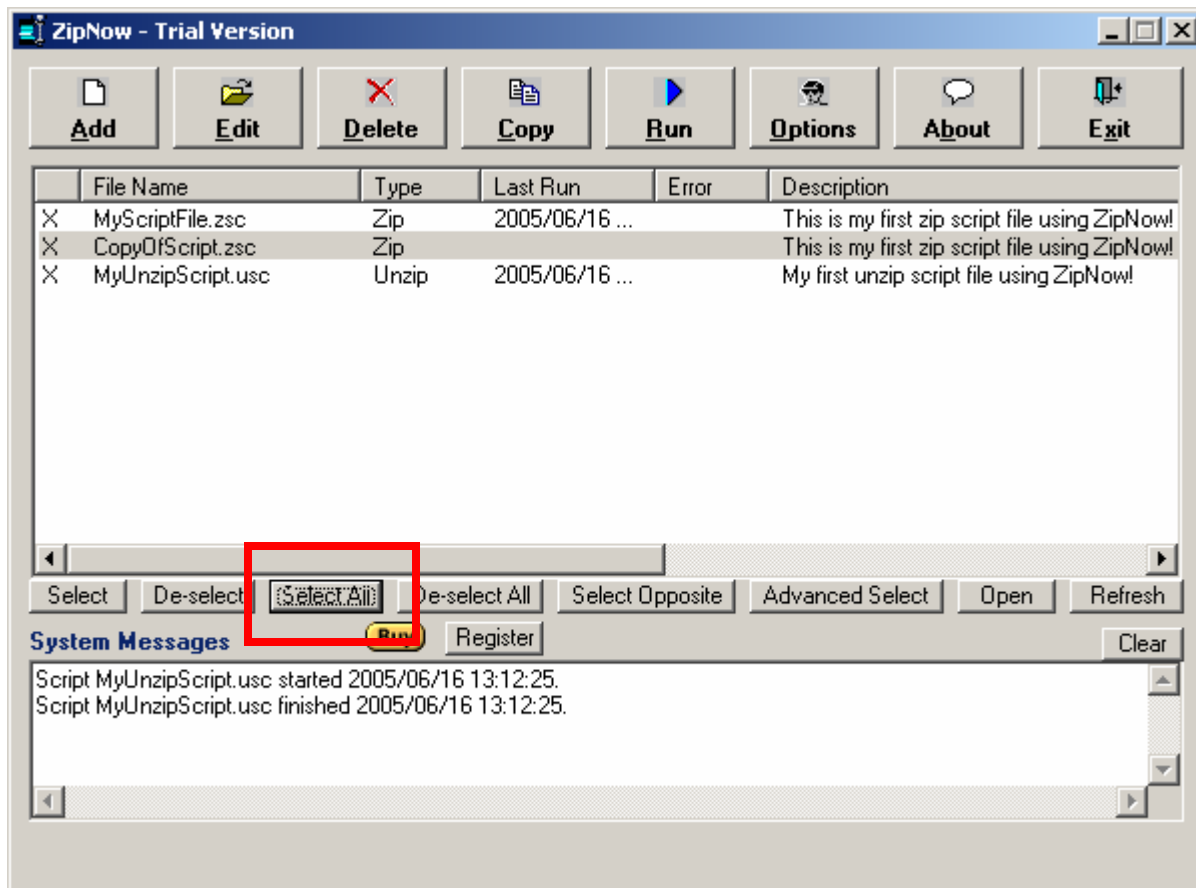 ZipNow - Trial Version
Add Edit Delete Copy Run Options About Exit
File Name Type Last Run Error Description
X MyScriptFile.zsc Zip 2005/06/16 ... This is my first zip script file using ZipNow!
X CopyOfScript.zsc Zip This is my first zip script file using ZipNow!
X MyUnzipScript.usc Unzip 2005/06/16 ... My first unzip script file using ZipNow!
Select De-select Select All De-select All Select Opposite Advanced Select Open Refresh
System Messages Buy Register Clear
Script MyUnzipScript.usc started 2005/06/16 13:12:25.
Script MyUnzipScript.usc finished 2005/06/16 13:12:25.